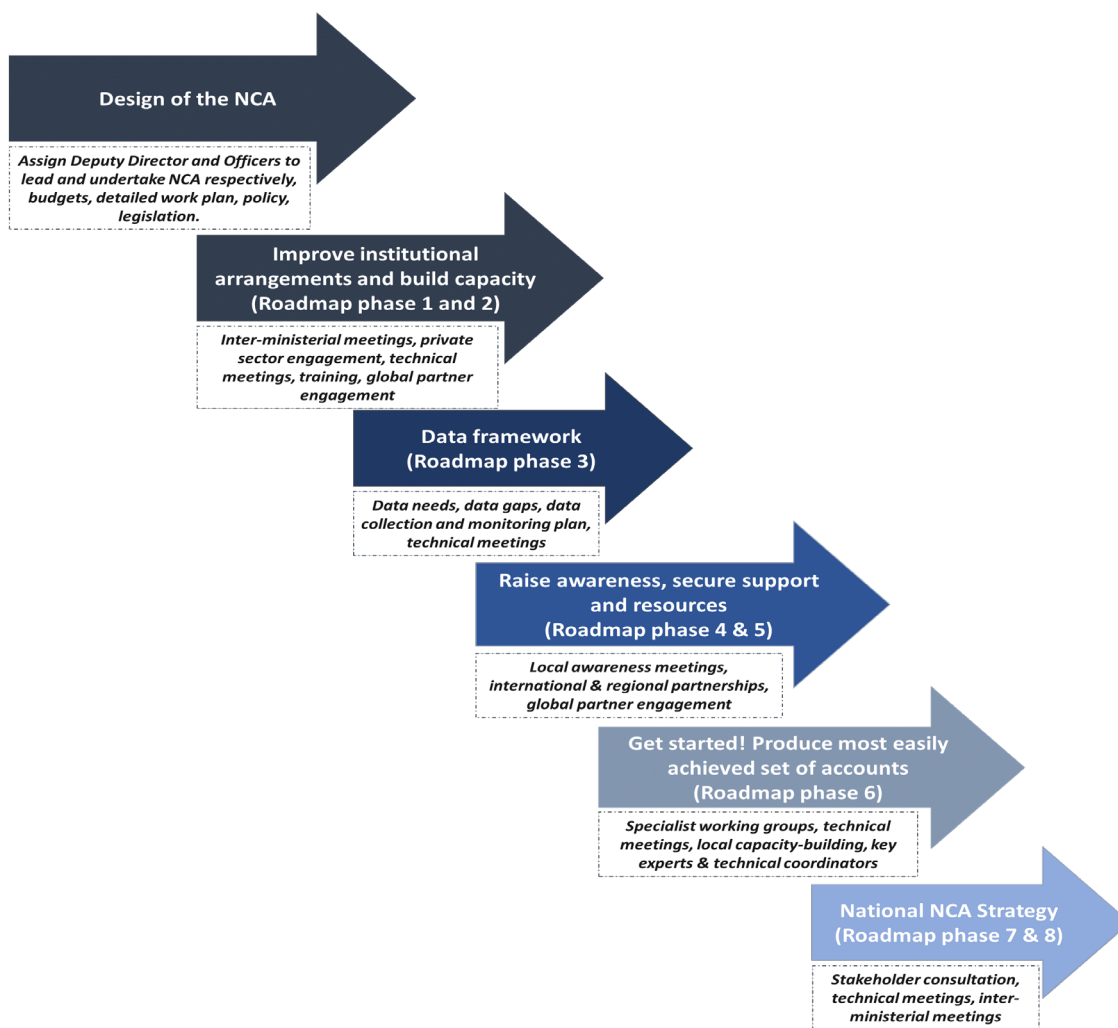 Design of the NCA
Assign Deputy Director and Officers to
lead and undertake NCA respectively,
budgets, detailed work plan, policy,
legislation.
Improve institutional
arrangements and build capacity
(Roadmap phase 1 and 2)
Inter-ministerial meetings, private
sector engagement, technical
meetings, training, global partner
engagement
Data framework
(Roadmap phase 3)
Data needs, data gaps, data
collection and monitoring plan,
technical meetings
Raise awareness, secure support
and resources
(Roadmap phase 4 & 5)
Local awareness meetings,
international & regional partnerships,
global partner engagement
Get started! Produce most easily
achieved set of accounts
(Roadmap phase 6)
Specialist working groups, technical
meetings, local capacity-building, key
experts & technical coordinators
National NCA Strategy
(Roadmap phase 7 & 8)
Stakeholder consultation,
technical meetings, inter-
ministerial meetings